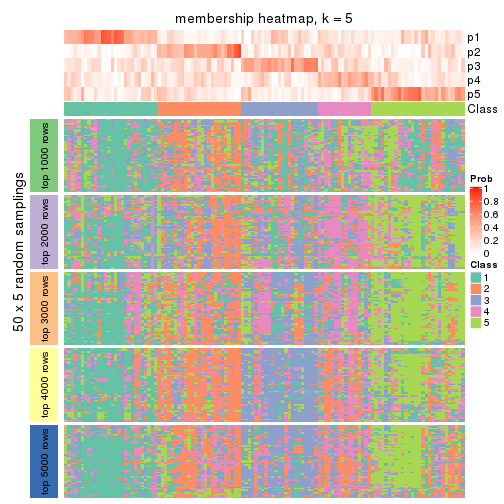 membership heatmap, k = 5
p1
p2
p3
p4
p5
Class
50 x 5 random samplings
top 1000 rows
top 2000 rows
top 3000 rows
top 4000 rows
top 5000 rows
Prob
1
0.8
0.6
0.4
0.2
0
Class
1
2
3
4
5